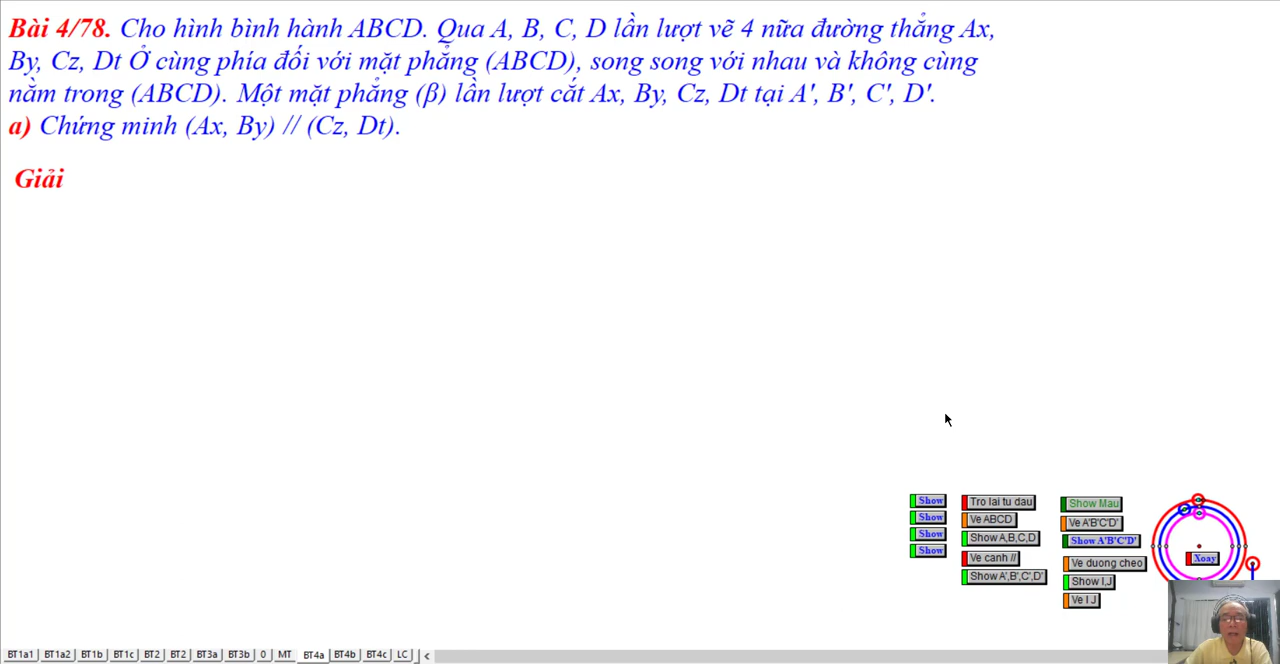 Bài 4/78. Cho hình bình hành ABCD. Qua A, B, C, D lần lượt vẽ 4 nữa đường thẳng Ax,
By, Cz, Dt Ở cùng phía đối với mặt phẳng (ABCD), song song với nhau và không cùng
nằm trong (ABCD). Một mặt phẳng (β) lần lượt cắt Ax, By, Cz, Dt tại A', B', C', D'.
a) Chứng minh (Ax, By) // (Cz, Dt).
Giải
Show Tro lai tu dau Show Mau
Show Ve ABCD Ve A'B'C'D'
Show Show A,B,C,D Show A'B'C'D'
Show Ve canh // Ve duong cheo Xoay
Show A',B',C',D' Show I,J
Ve I J
BT1a1 BT1a2 BT1b BT1c BT2 BT2 BT3a BT3b 0 MT BT4a BT4b BT4c LC